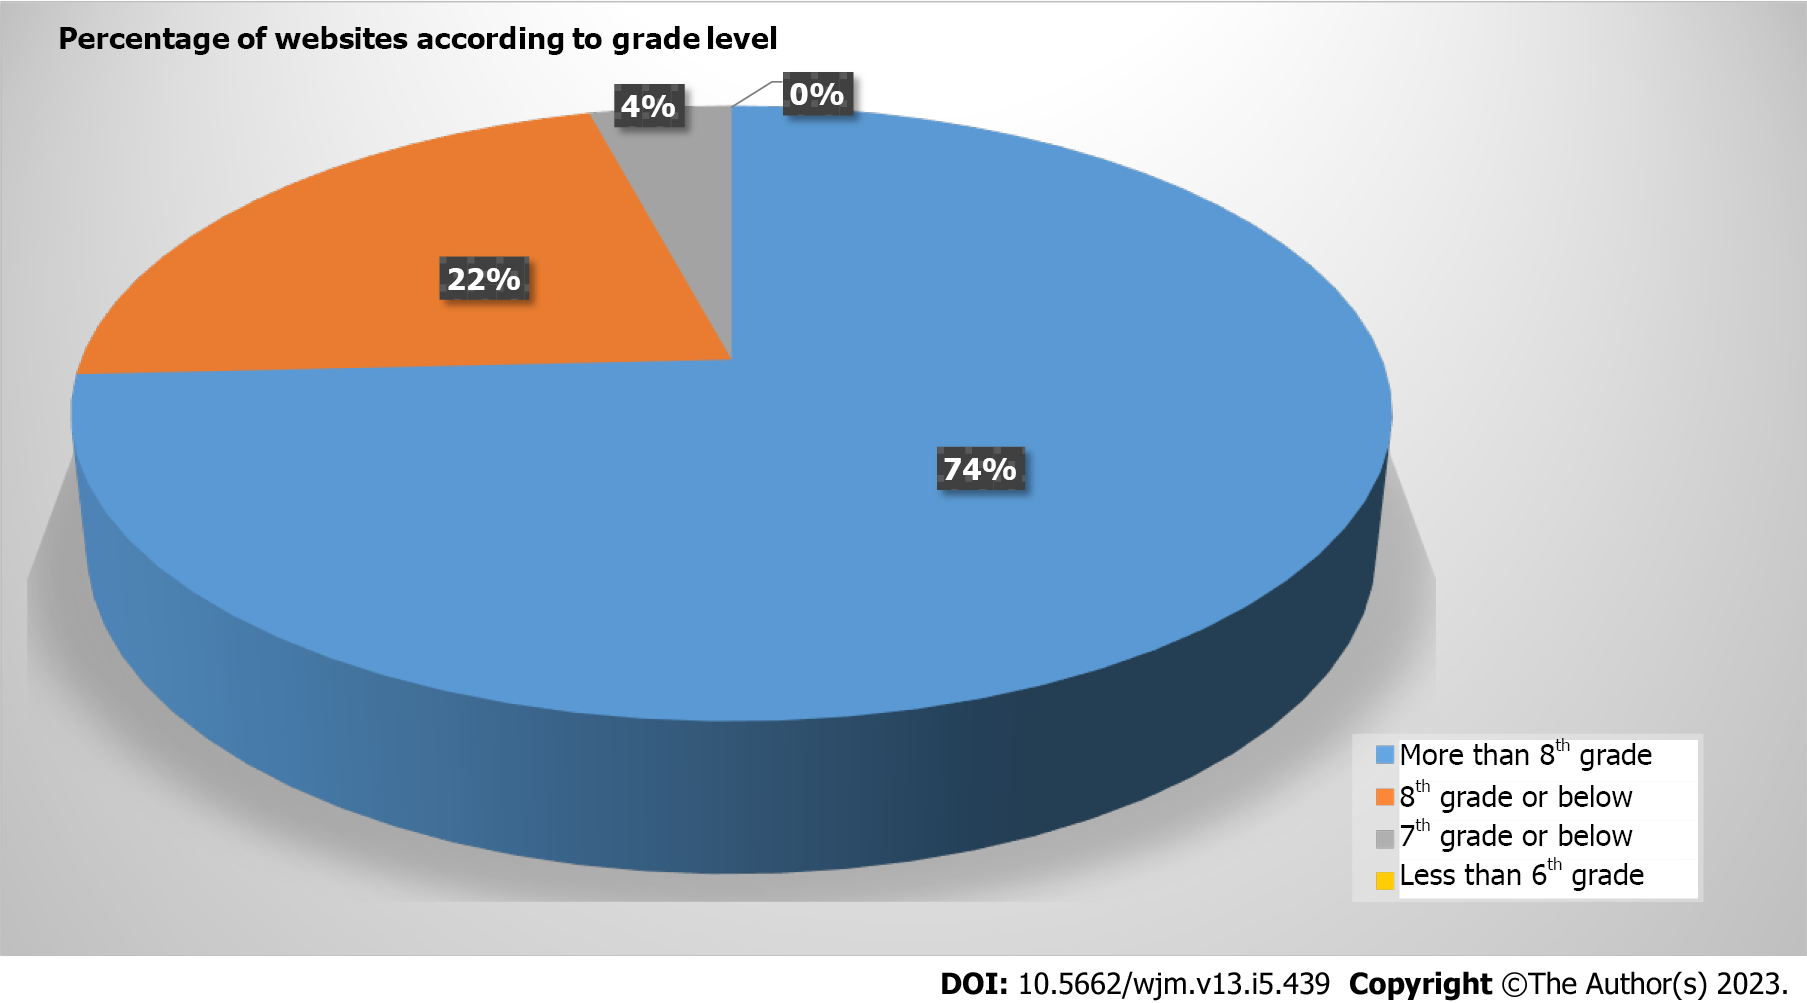 Percentage of websites according to grade level
4%
0%
22%
74%
More than 8th grade
8th grade or below
7th grade or below
Less than 6th grade
DOI: 10.5662/wjm.v13.i5.439 Copyright ©The Author(s) 2023.